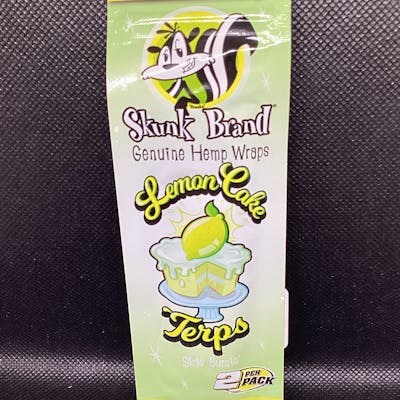 Skunk Brand®
Genuine Hemp Wraps
Lemon Cake
'Terps
Slow Burnin'
2 PER
PACK